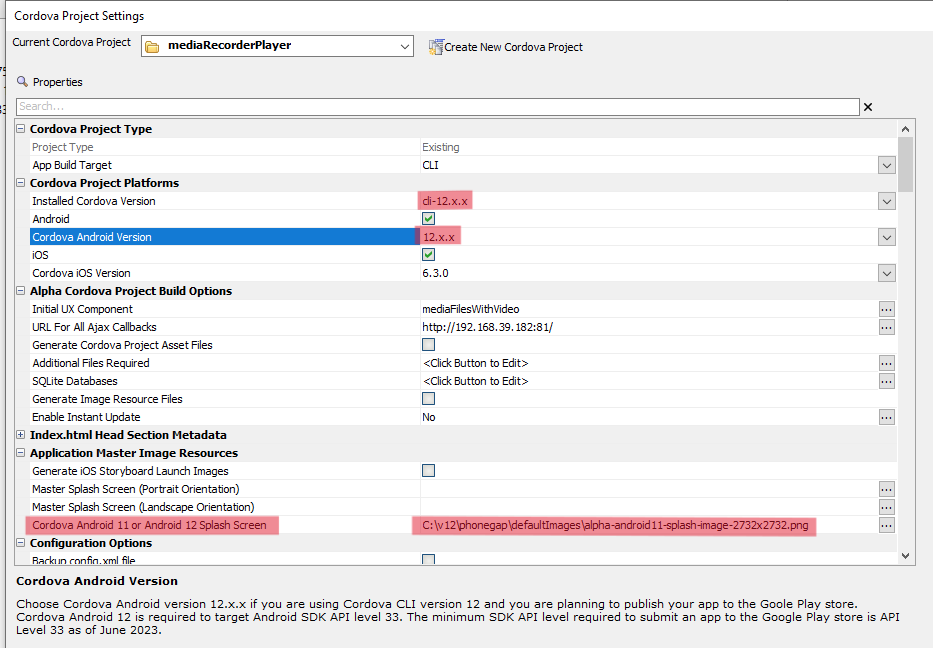 Cordova Project Settings
Current Cordova Project mediaRecorderPlayer Create New Cordova Project
Properties
Search...
Cordova Project Type
Project Type Existing
App Build Target CLI
Cordova Project Platforms
Installed Cordova Version cli-12.x.x
Android
Cordova Android Version 12.x.x
iOS
Cordova iOS Version 6.3.0
Alpha Cordova Project Build Options
Initial UX Component mediaFilesWithVideo ...
URL For All Ajax Callbacks http://192.168.39.182:81/ ...
Generate Cordova Project Asset Files
Additional Files Required <Click Button to Edit> ...
SQLite Databases <Click Button to Edit> ...
Generate Image Resource Files
Enable Instant Update No ...
Index.html Head Section Metadata
Application Master Image Resources
Generate iOS Storyboard Launch Images
Master Splash Screen (Portrait Orientation) ...
Master Splash Screen (Landscape Orientation) ...
Cordova Android 11 or Android 12 Splash Screen C:\v12\phonegap\defaultImages\alpha-android11-splash-image-2732x2732.png ...
Configuration Options
Backup config.xml file
Cordova Android Version
Choose Cordova Android version 12.x.x if you are using Cordova CLI version 12 and you are planning to publish your app to the Goole Play store.
Cordova Android 12 is required to target Android SDK API level 33. The minimum SDK API level required to submit an app to the Google Play store is API
Level 33 as of June 2023.